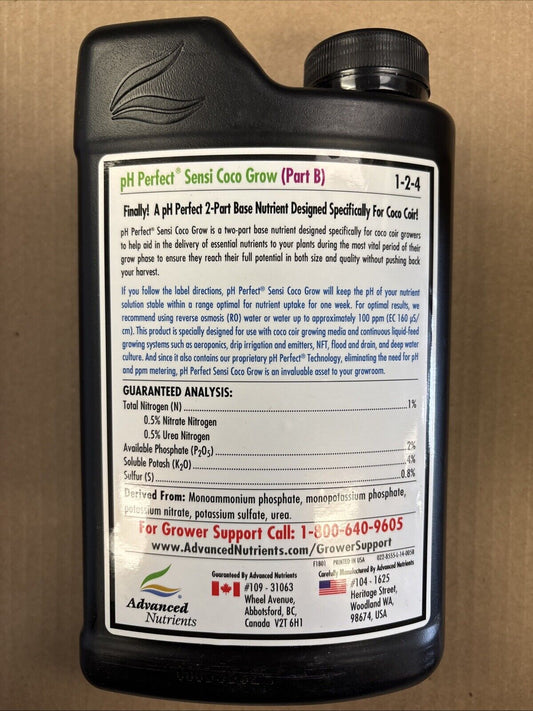 pH Perfect® Sensi Coco Grow (Part B) 1-2-4
Finally! A pH Perfect 2-Part Base Nutrient Designed Specifically For Coco Coir!
pH Perfect® Sensi Coco Grow is a two-part base nutrient designed specifically for coco coir growers
to help aid in the delivery of essential nutrients to your plants during the most vital period of their
grow phase to ensure they reach their full potential in both size and quality without pushing back
your harvest.
If you follow the label directions, pH Perfect® Sensi Coco Grow will keep the pH of your nutrient
solution stable within a range optimal for nutrient uptake for one week. For optimal results, we
recommend using reverse osmosis (RO) water or water up to approximately 100 ppm (EC 160 µS/
cm). This product is specially designed for use with coco coir growing media and continuous liquid-feed
growing systems such as aeroponics, drip irrigation and emitters, NFT, flood and drain, and deep water
culture. And since it also contains our proprietary pH Perfect® Technology, eliminating the need for pH
and ppm metering, pH Perfect Sensi Coco Grow is an invaluable asset to your growroom.
GUARANTEED ANALYSIS:
Total Nitrogen (N) 1%
0.5% Nitrate Nitrogen
0.5% Urea Nitrogen
Available Phosphate (P₂O₅) 2%
Soluble Potash (K₂O) 4%
Sulfur (S) 0.8%
Derived From: Monoammonium phosphate, monopotassium phosphate,
potassium nitrate, potassium sulfate, urea.
For Grower Support Call: 1-800-640-9605
www.AdvancedNutrients.com/GrowerSupport
F1801 PRINTED IN USA 022-8555-L-14-0058
Advanced
Nutrients
Guaranteed By Advanced Nutrients
#109 - 31063
Wheel Avenue,
Abbotsford, BC,
Canada V2T 6H1
Carefully Manufactured By Advanced Nutrients
#104 - 1625
Heritage Street,
Woodland WA,
98674, USA